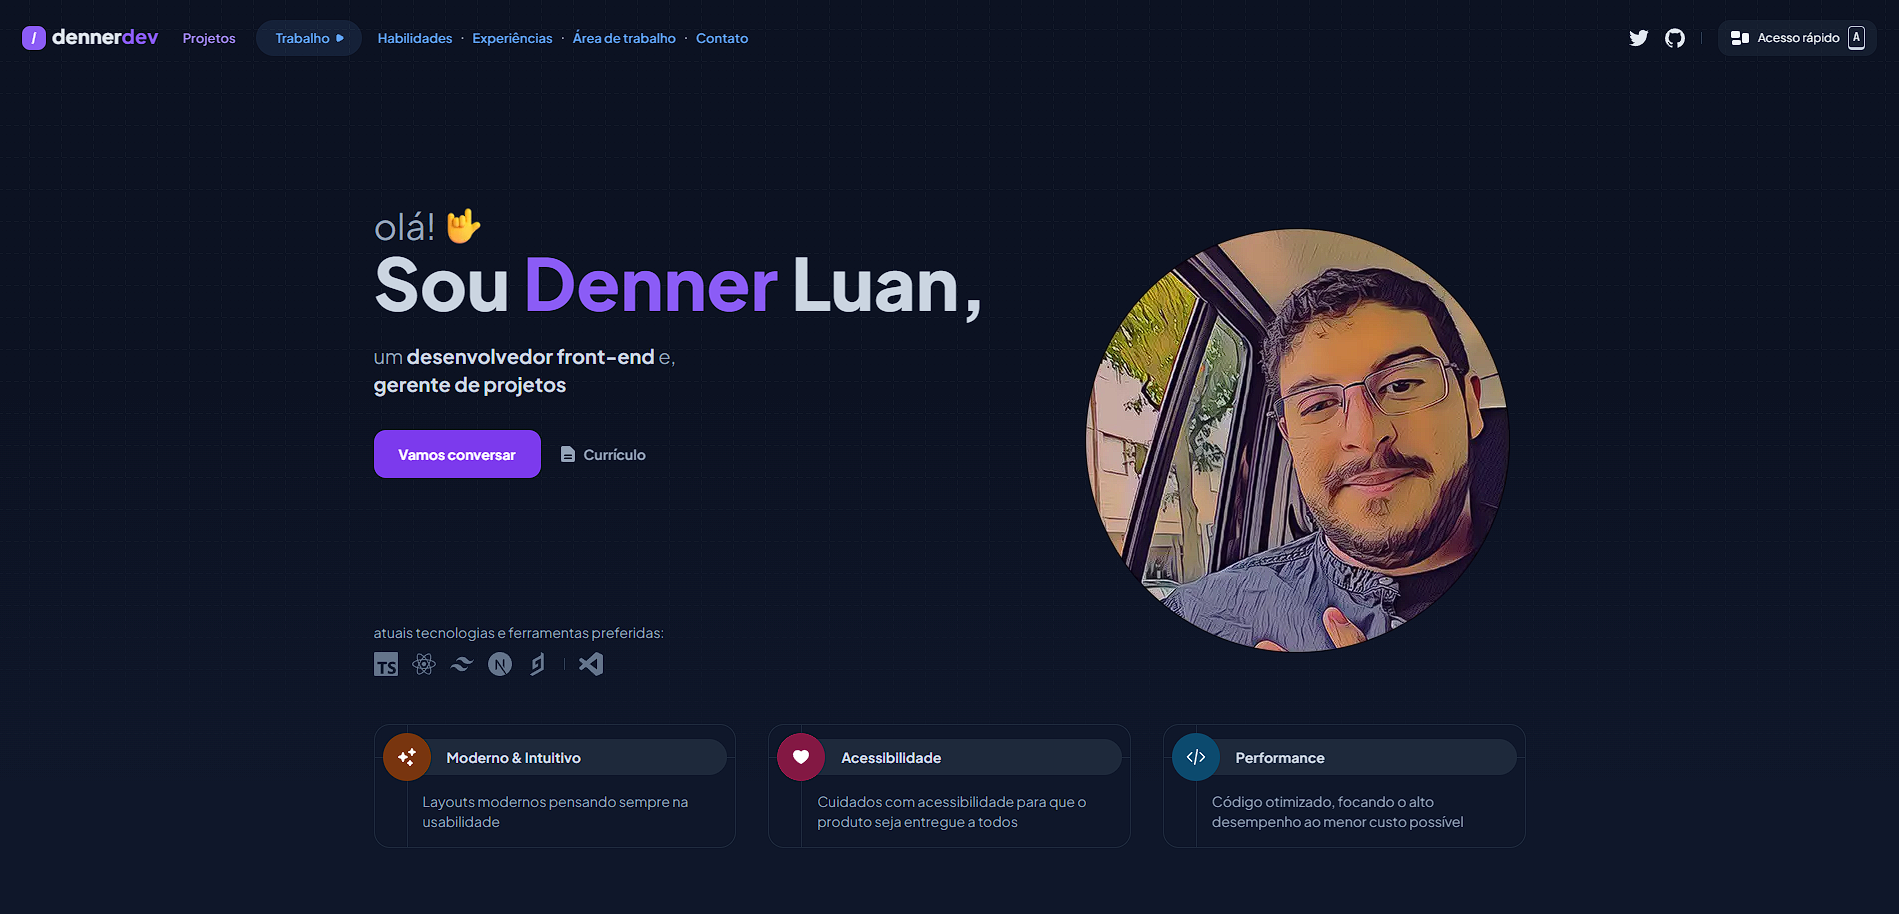 / dennerdev Projetos Trabalho Habilidades · Experiências · Área de trabalho · Contato Acesso rápido A
olá!
Sou Denner Luan,
um desenvolvedor front-end e,
gerente de projetos
Vamos conversar Currículo
atuais tecnologias e ferramentas preferidas:
TS N
Moderno & Intuitivo
Layouts modernos pensando sempre na
usabilidade
Acessibilidade
Cuidados com acessibilidade para que o
produto seja entregue a todos
</> Performance
Código otimizado, focando o alto
desempenho ao menor custo possível